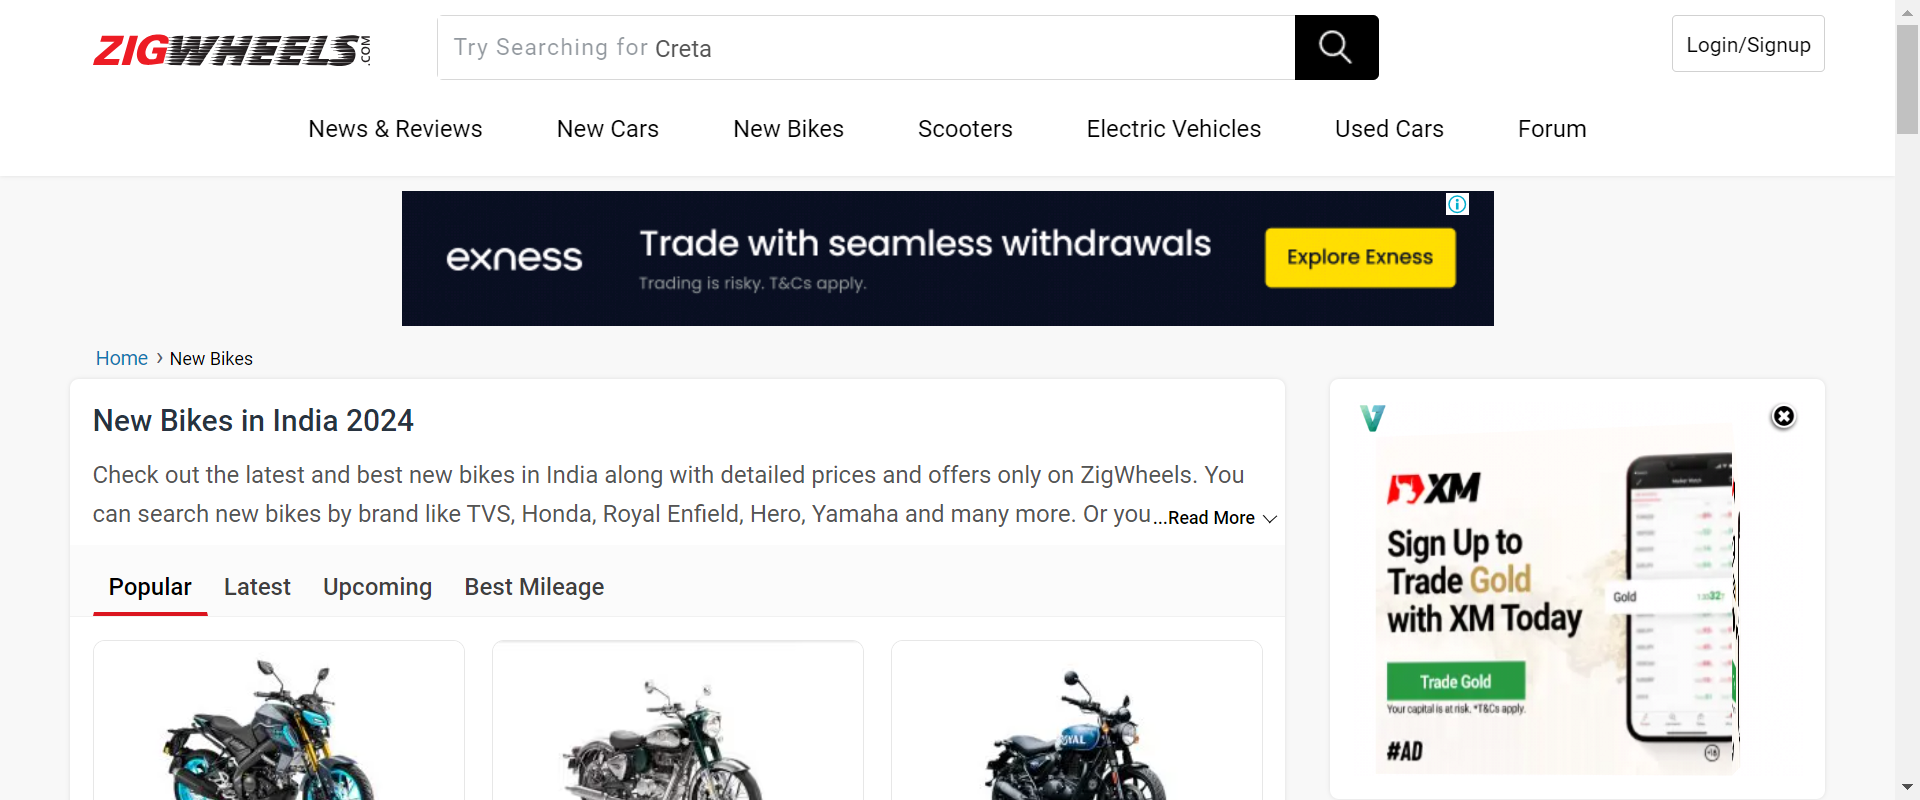 ZIGWHEELS.COM
Try Searching for Creta
Login/Signup
News & Reviews
New Cars
New Bikes
Scooters
Electric Vehicles
Used Cars
Forum
exness
Trade with seamless withdrawals
Trading is risky. T&Cs apply.
Explore Exness
Home › New Bikes
New Bikes in India 2024
Check out the latest and best new bikes in India along with detailed prices and offers only on ZigWheels. You
can search new bikes by brand like TVS, Honda, Royal Enfield, Hero, Yamaha and many more. Or you ...Read More
Popular
Latest
Upcoming
Best Mileage
ROYAL
XM
Sign Up to
Trade Gold
with XM Today
Gold
Trade Gold
Your capital is at risk. *T&Cs apply.
#AD